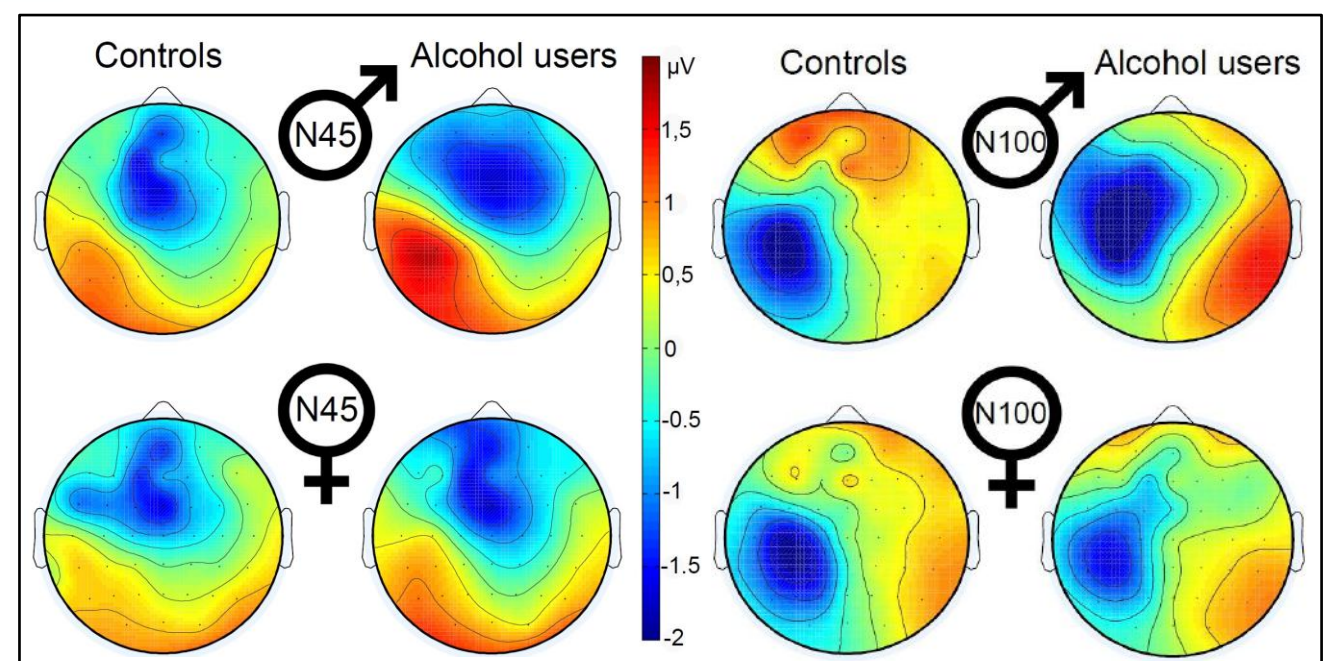 Controls
Alcohol users
N45
µV
1,5
1
0,5
0
-0.5
-1
-1.5
-2
Controls
Alcohol users
N100
N45
N100